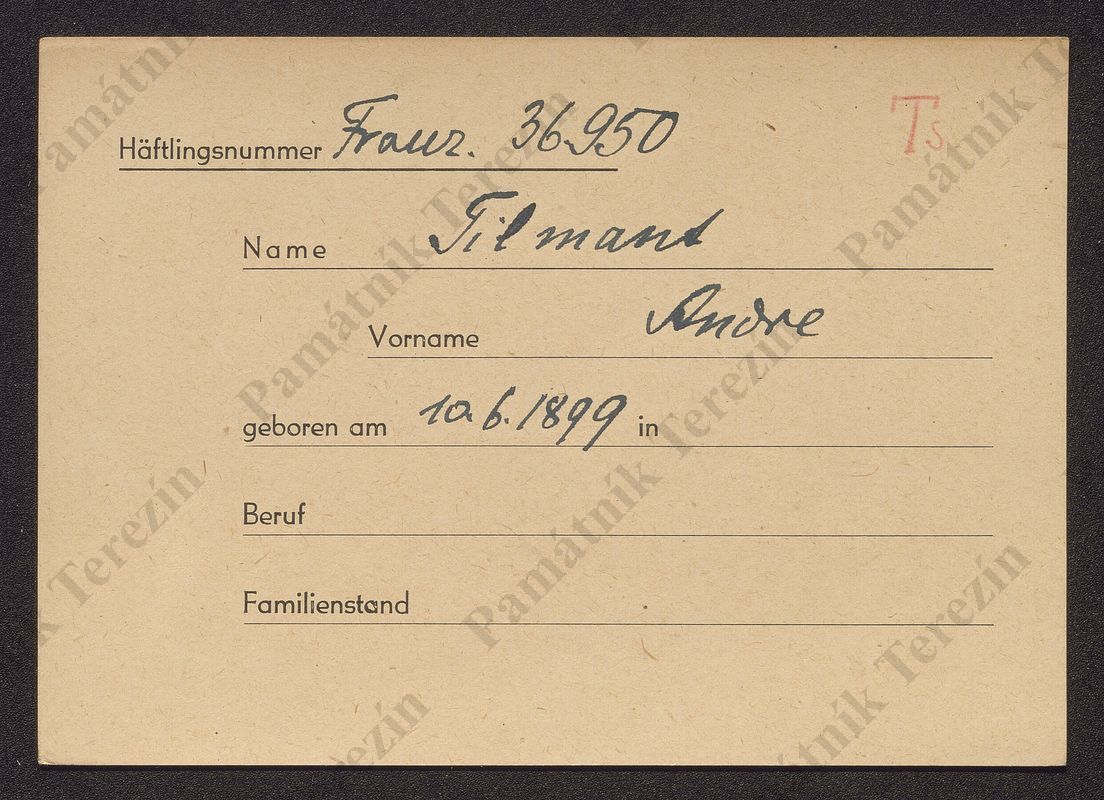 Häftlingsnummer Franz. 36.950
Ts
Name Tilmant
Vorname Andre
geboren am 10.6.1899 in
Beruf
Familienstand
Památník Terezín